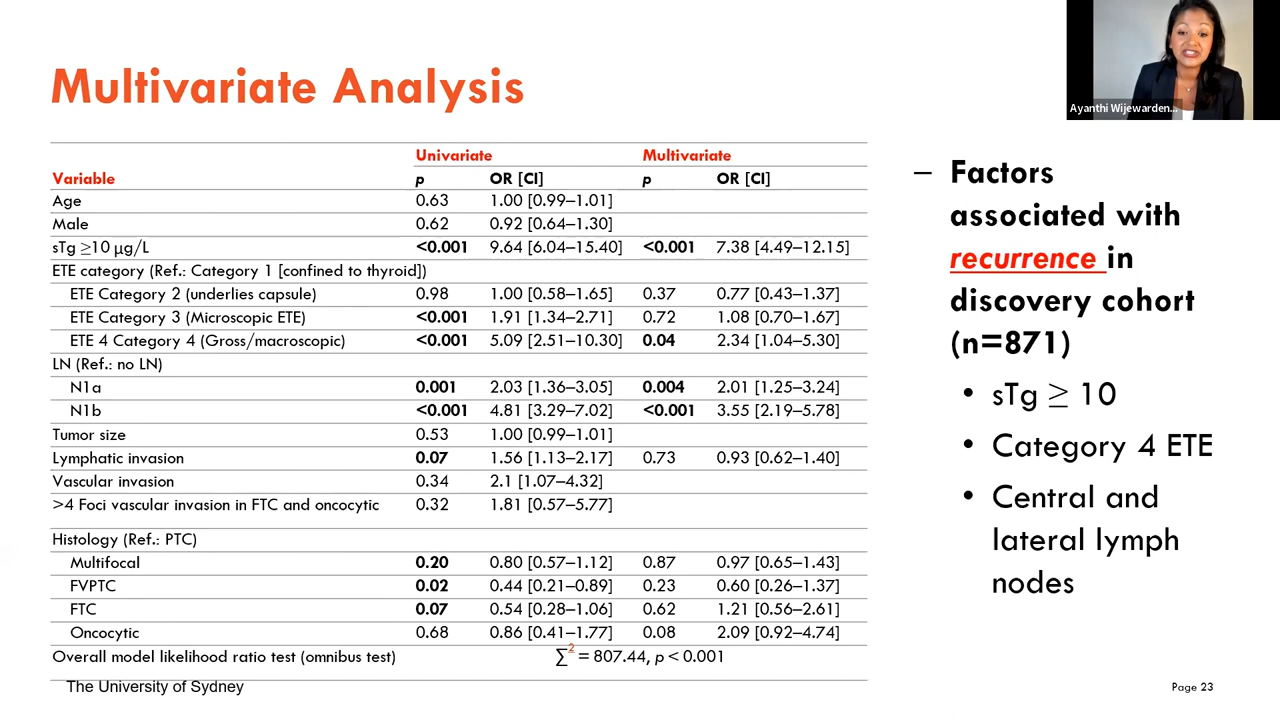 Multivariate Analysis
Ayanthi Wijewarden...
Univariate Multivariate
Variable p OR [CI] p OR [CI]
Age 0.63 1.00 [0.99–1.01]
Male 0.62 0.92 [0.64–1.30]
sTg ≥10 µg/L <0.001 9.64 [6.04–15.40] <0.001 7.38 [4.49–12.15]
ETE category (Ref.: Category 1 [confined to thyroid])
ETE Category 2 (underlies capsule) 0.98 1.00 [0.58–1.65] 0.37 0.77 [0.43–1.37]
ETE Category 3 (Microscopic ETE) <0.001 1.91 [1.34–2.71] 0.72 1.08 [0.70–1.67]
ETE 4 Category 4 (Gross/macroscopic) <0.001 5.09 [2.51–10.30] 0.04 2.34 [1.04–5.30]
LN (Ref.: no LN)
N1a 0.001 2.03 [1.36–3.05] 0.004 2.01 [1.25–3.24]
N1b <0.001 4.81 [3.29–7.02] <0.001 3.55 [2.19–5.78]
Tumor size 0.53 1.00 [0.99–1.01]
Lymphatic invasion 0.07 1.56 [1.13–2.17] 0.73 0.93 [0.62–1.40]
Vascular invasion 0.34 2.1 [1.07–4.32]
>4 Foci vascular invasion in FTC and oncocytic 0.32 1.81 [0.57–5.77]
Histology (Ref.: PTC)
Multifocal 0.20 0.80 [0.57–1.12] 0.87 0.97 [0.65–1.43]
FVPTC 0.02 0.44 [0.21–0.89] 0.23 0.60 [0.26–1.37]
FTC 0.07 0.54 [0.28–1.06] 0.62 1.21 [0.56–2.61]
Oncocytic 0.68 0.86 [0.41–1.77] 0.08 2.09 [0.92–4.74]
Overall model likelihood ratio test (omnibus test) ∑² = 807.44, p < 0.001
– Factors
associated with
recurrence in
discovery cohort
(n=871)
• sTg ≥ 10
• Category 4 ETE
• Central and
lateral lymph
nodes
The University of Sydney
Page 23